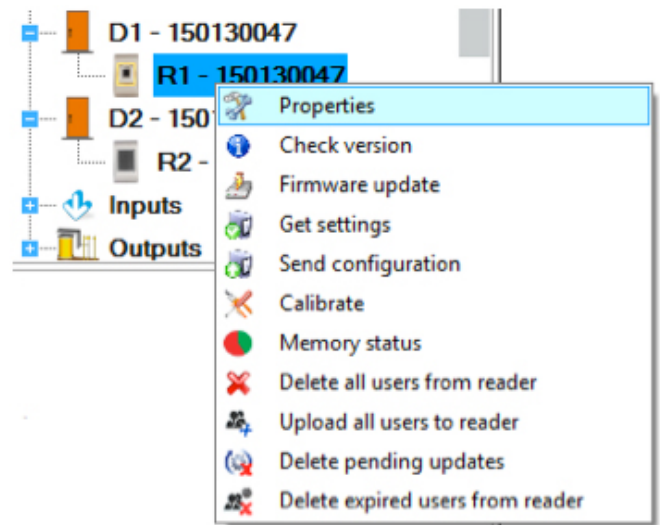 D1 - 150130047
R1 - 150130047
Properties
D2 - 150
Check version
R2 -
Firmware update
Inputs
Get settings
Outputs
Send configuration
Calibrate
Memory status
Delete all users from reader
Upload all users to reader
Delete pending updates
Delete expired users from reader